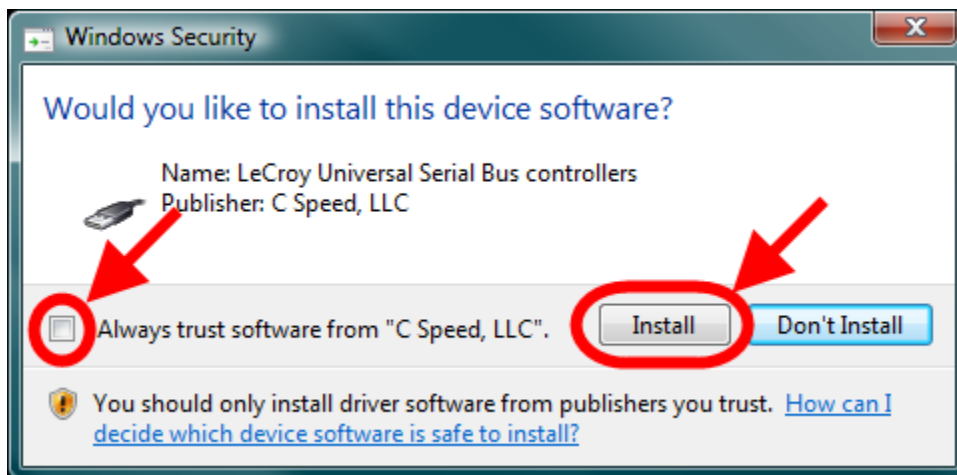 Windows Security
Would you like to install this device software?
Name: LeCroy Universal Serial Bus controllers
Publisher: C Speed, LLC
Always trust software from "C Speed, LLC".
Install
Don't Install
You should only install driver software from publishers you trust. How can I
decide which device software is safe to install?